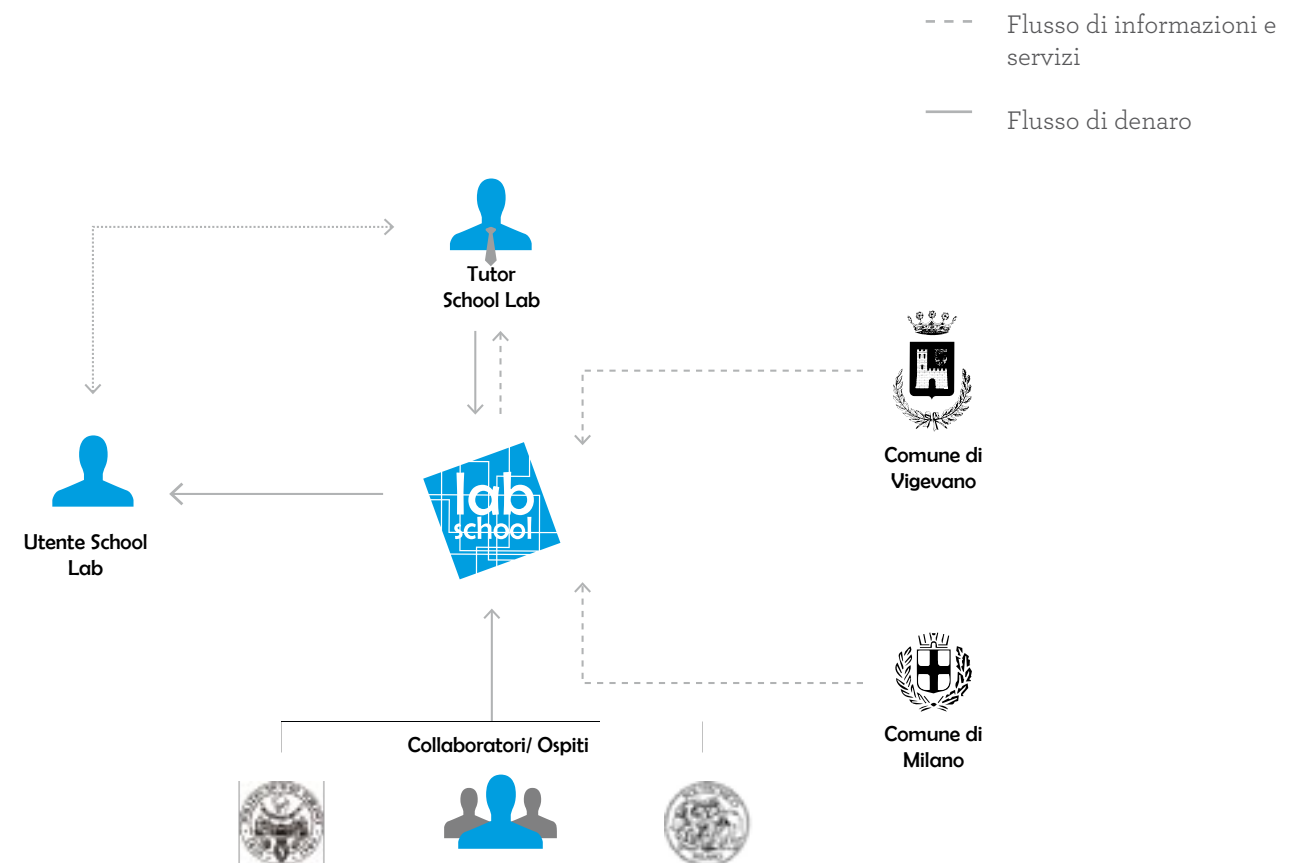 Flusso di informazioni e
servizi
Flusso di denaro
Tutor
School Lab
Comune di
Vigevano
lab
school
Utente School
Lab
Comune di
Milano
Collaboratori/ Ospiti
MILANO